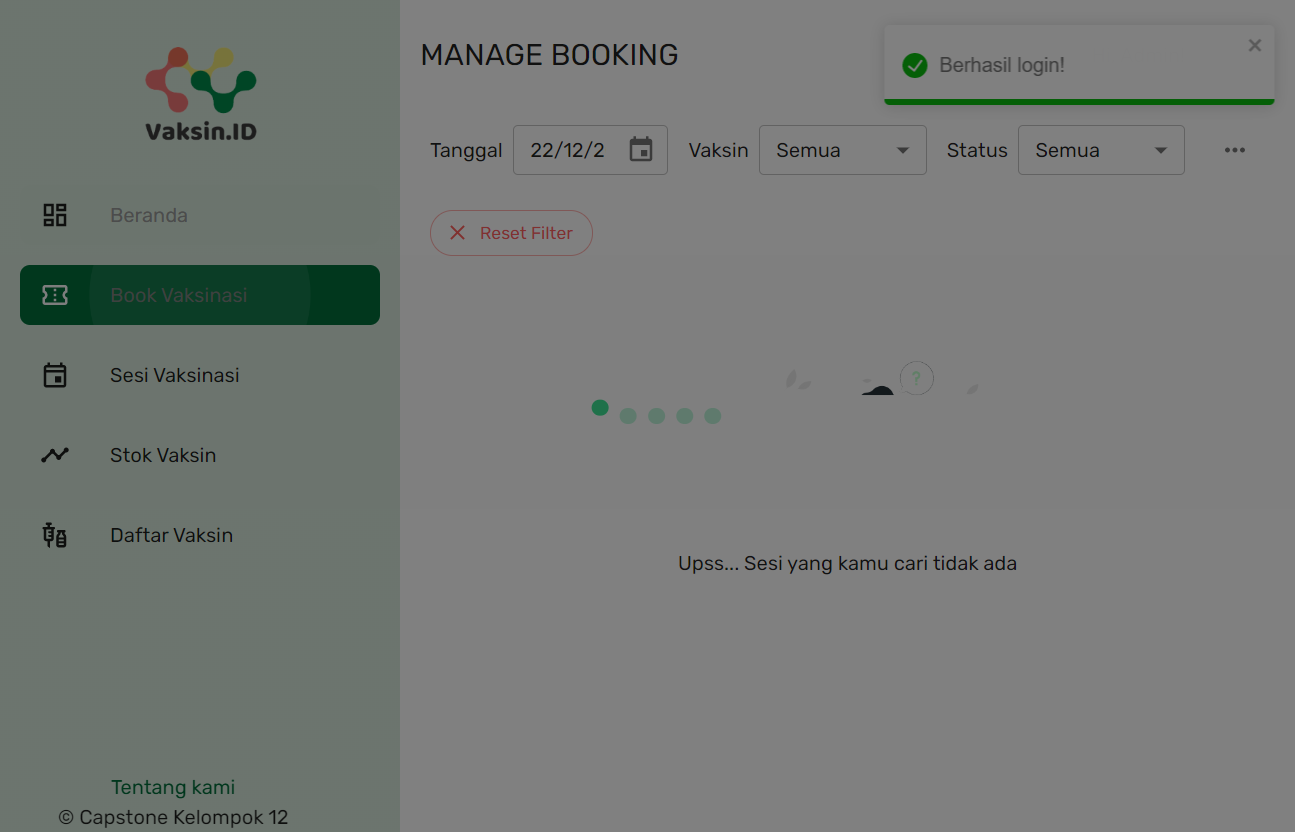 Vaksin.ID
Beranda
Book Vaksinasi
Sesi Vaksinasi
Stok Vaksin
Daftar Vaksin
Tentang kami
© Capstone Kelompok 12
MANAGE BOOKING
Berhasil login!
Tanggal 22/12/2 Vaksin Semua Status Semua
Reset Filter
?
Upss... Sesi yang kamu cari tidak ada